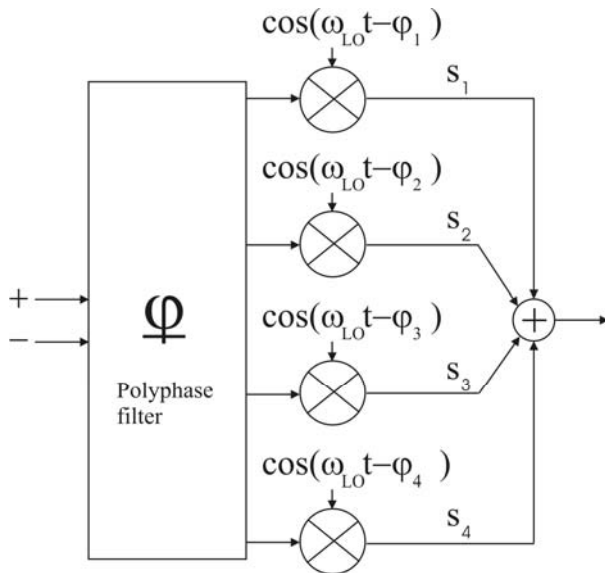 cos(ω_LO t−φ_1)
s_1
cos(ω_LO t−φ_2 )
s_2
+
−
φ
Polyphase
filter
cos(ω_LO t−φ_3 )
s_3
+
cos(ω_LO t−φ_4 )
s_4